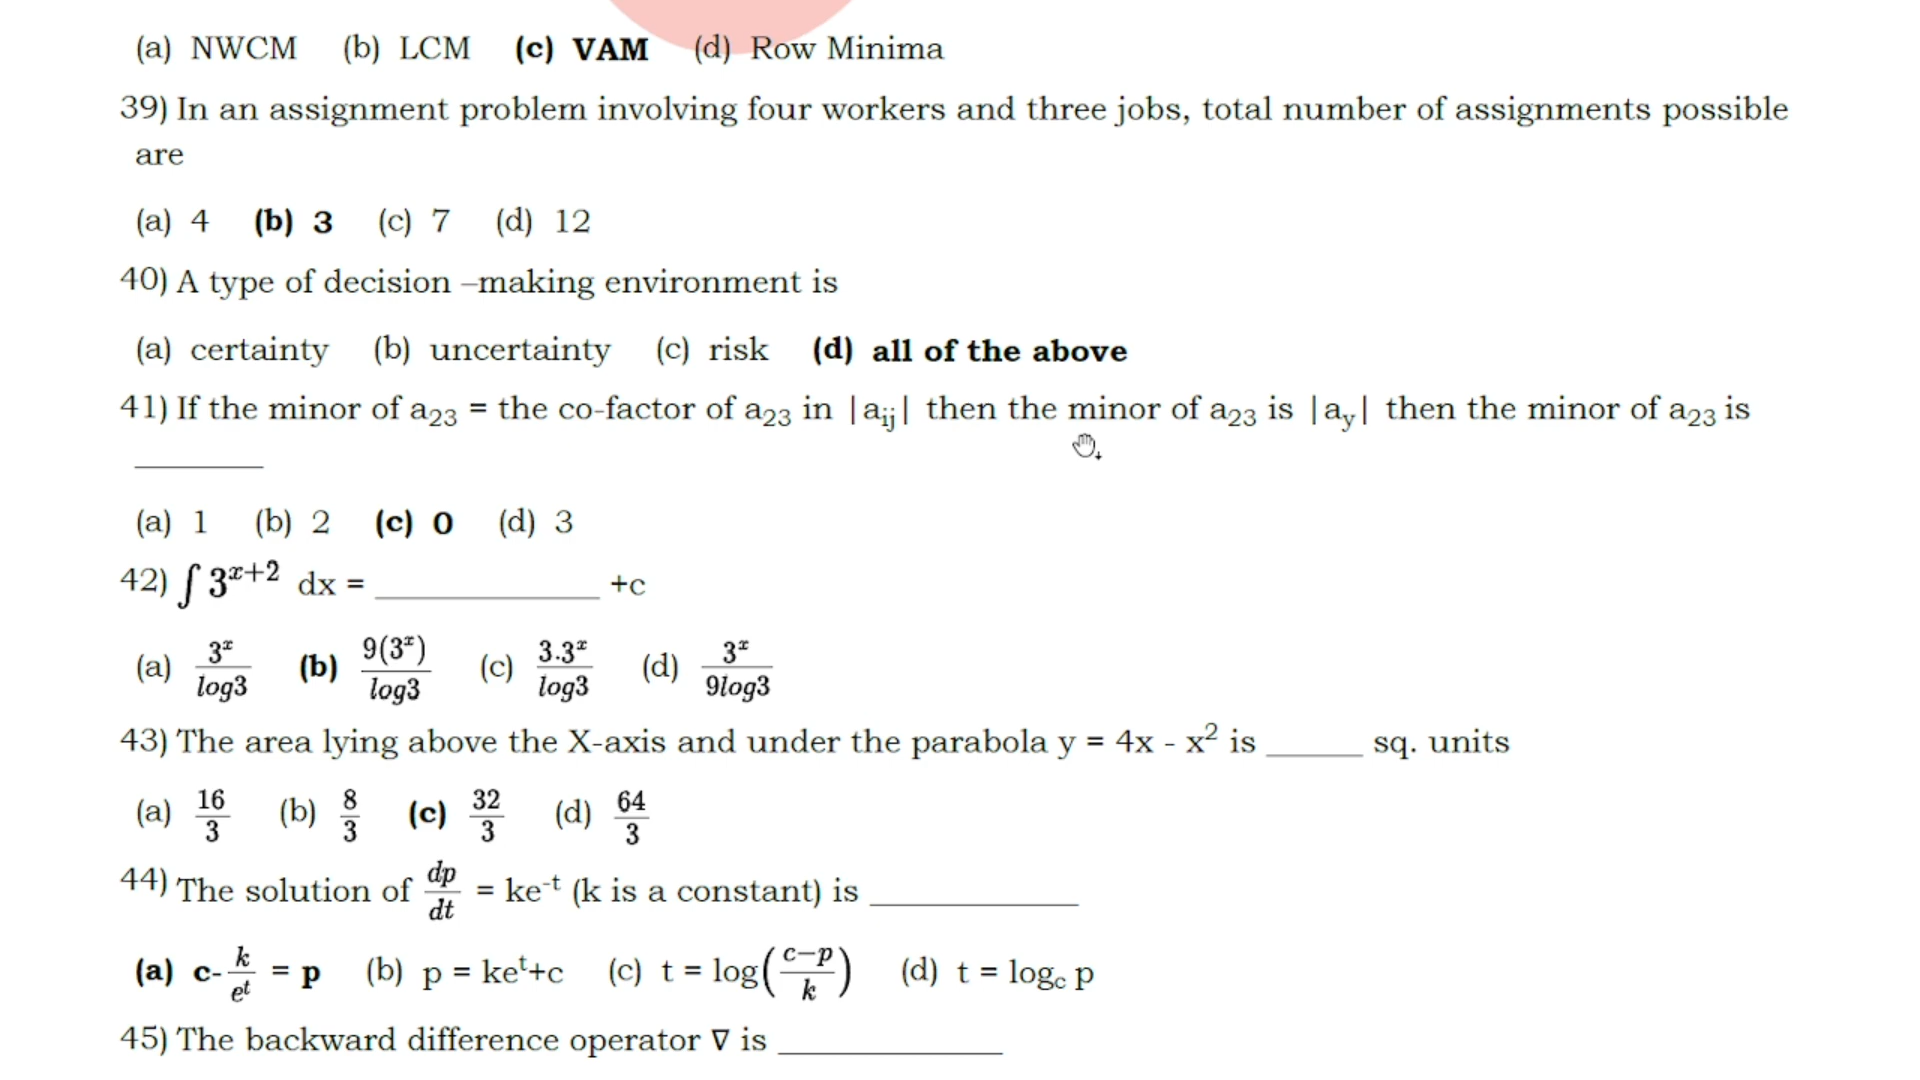 (a) NWCM (b) LCM (c) VAM (d) Row Minima
39) In an assignment problem involving four workers and three jobs, total number of assignments possible
are
(a) 4 (b) 3 (c) 7 (d) 12
40) A type of decision –making environment is
(a) certainty (b) uncertainty (c) risk (d) all of the above
41) If the minor of a₂₃ = the co-factor of a₂₃ in |aᵢⱼ| then the minor of a₂₃ is |a_y| then the minor of a₂₃ is
________
(a) 1 (b) 2 (c) 0 (d) 3
42) ∫ 3^{x+2} dx = ______________ +c
(a) 3^x/log3 (b) 9(3^x)/log3 (c) 3.3^x/log3 (d) 3^x/9log3
43) The area lying above the X-axis and under the parabola y = 4x - x² is ______ sq. units
(a) 16/3 (b) 8/3 (c) 32/3 (d) 64/3
44) The solution of dp/dt = ke^{-t} (k is a constant) is _____________
(a) c- k/e^t = p (b) p = ke^t+c (c) t = log((c−p)/k) (d) t = log_c p
45) The backward difference operator ∇ is ______________